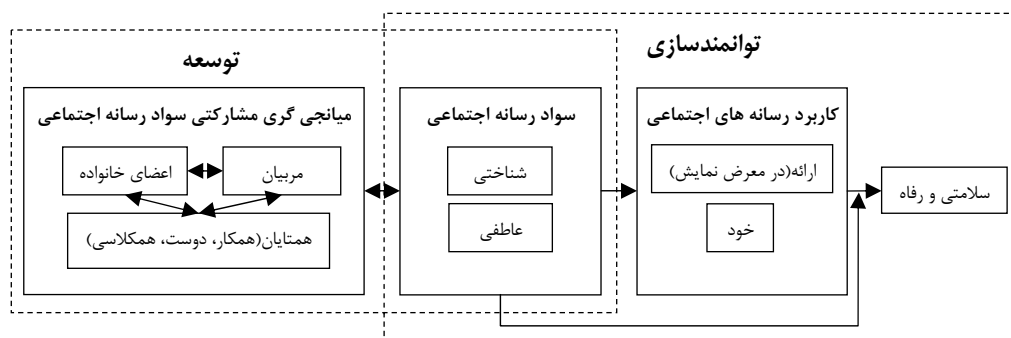 توانمندسازی
توسعه
کاربرد رسانه های اجتماعی
سواد رسانه اجتماعی
میانجی گری مشارکتی سواد رسانه اجتماعی
ارائه(در معرض نمایش)
شناختی
مربیان
اعضای خانواده
سلامتی و رفاه
خود
عاطفی
همتایان(همکار، دوست، همکلاسی)